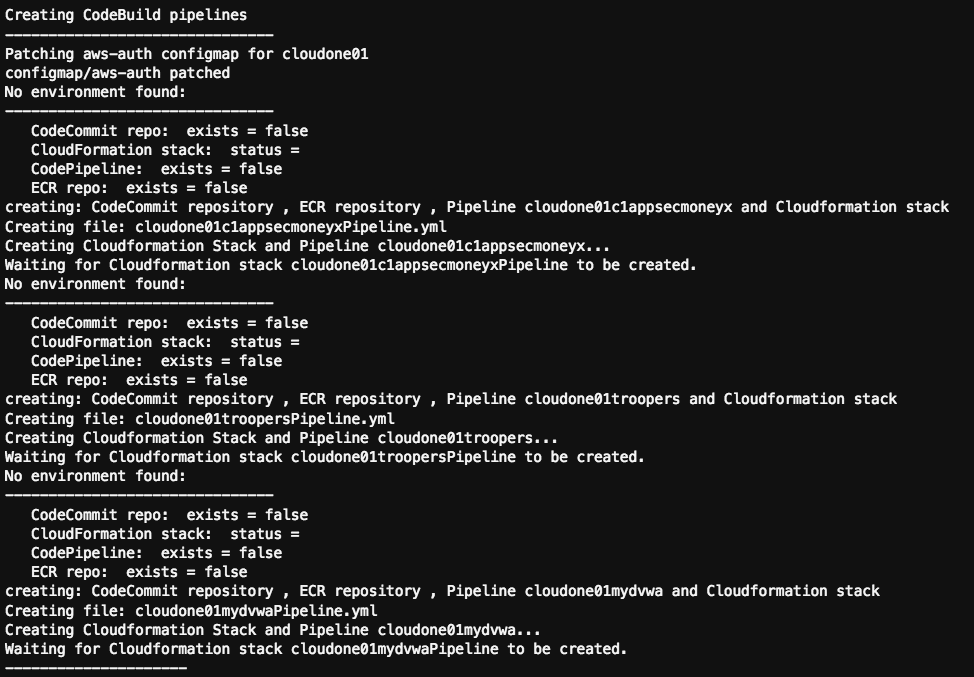 Creating CodeBuild pipelines
-------------------------------
Patching aws-auth configmap for cloudone01
configmap/aws-auth patched
No environment found:
-------------------------------
   CodeCommit repo:  exists = false
   CloudFormation stack:  status =
   CodePipeline:  exists = false
   ECR repo:  exists = false
creating: CodeCommit repository , ECR repository , Pipeline cloudone01c1appsecmoneyx and Cloudformation stack
Creating file: cloudone01c1appsecmoneyxPipeline.yml
Creating Cloudformation Stack and Pipeline cloudone01c1appsecmoneyx...
Waiting for Cloudformation stack cloudone01c1appsecmoneyxPipeline to be created.
No environment found:
-------------------------------
   CodeCommit repo:  exists = false
   CloudFormation stack:  status =
   CodePipeline:  exists = false
   ECR repo:  exists = false
creating: CodeCommit repository , ECR repository , Pipeline cloudone01troopers and Cloudformation stack
Creating file: cloudone01troopersPipeline.yml
Creating Cloudformation Stack and Pipeline cloudone01troopers...
Waiting for Cloudformation stack cloudone01troopersPipeline to be created.
No environment found:
-------------------------------
   CodeCommit repo:  exists = false
   CloudFormation stack:  status =
   CodePipeline:  exists = false
   ECR repo:  exists = false
creating: CodeCommit repository , ECR repository , Pipeline cloudone01mydvwa and Cloudformation stack
Creating file: cloudone01mydvwaPipeline.yml
Creating Cloudformation Stack and Pipeline cloudone01mydvwa...
Waiting for Cloudformation stack cloudone01mydvwaPipeline to be created.
---------------------